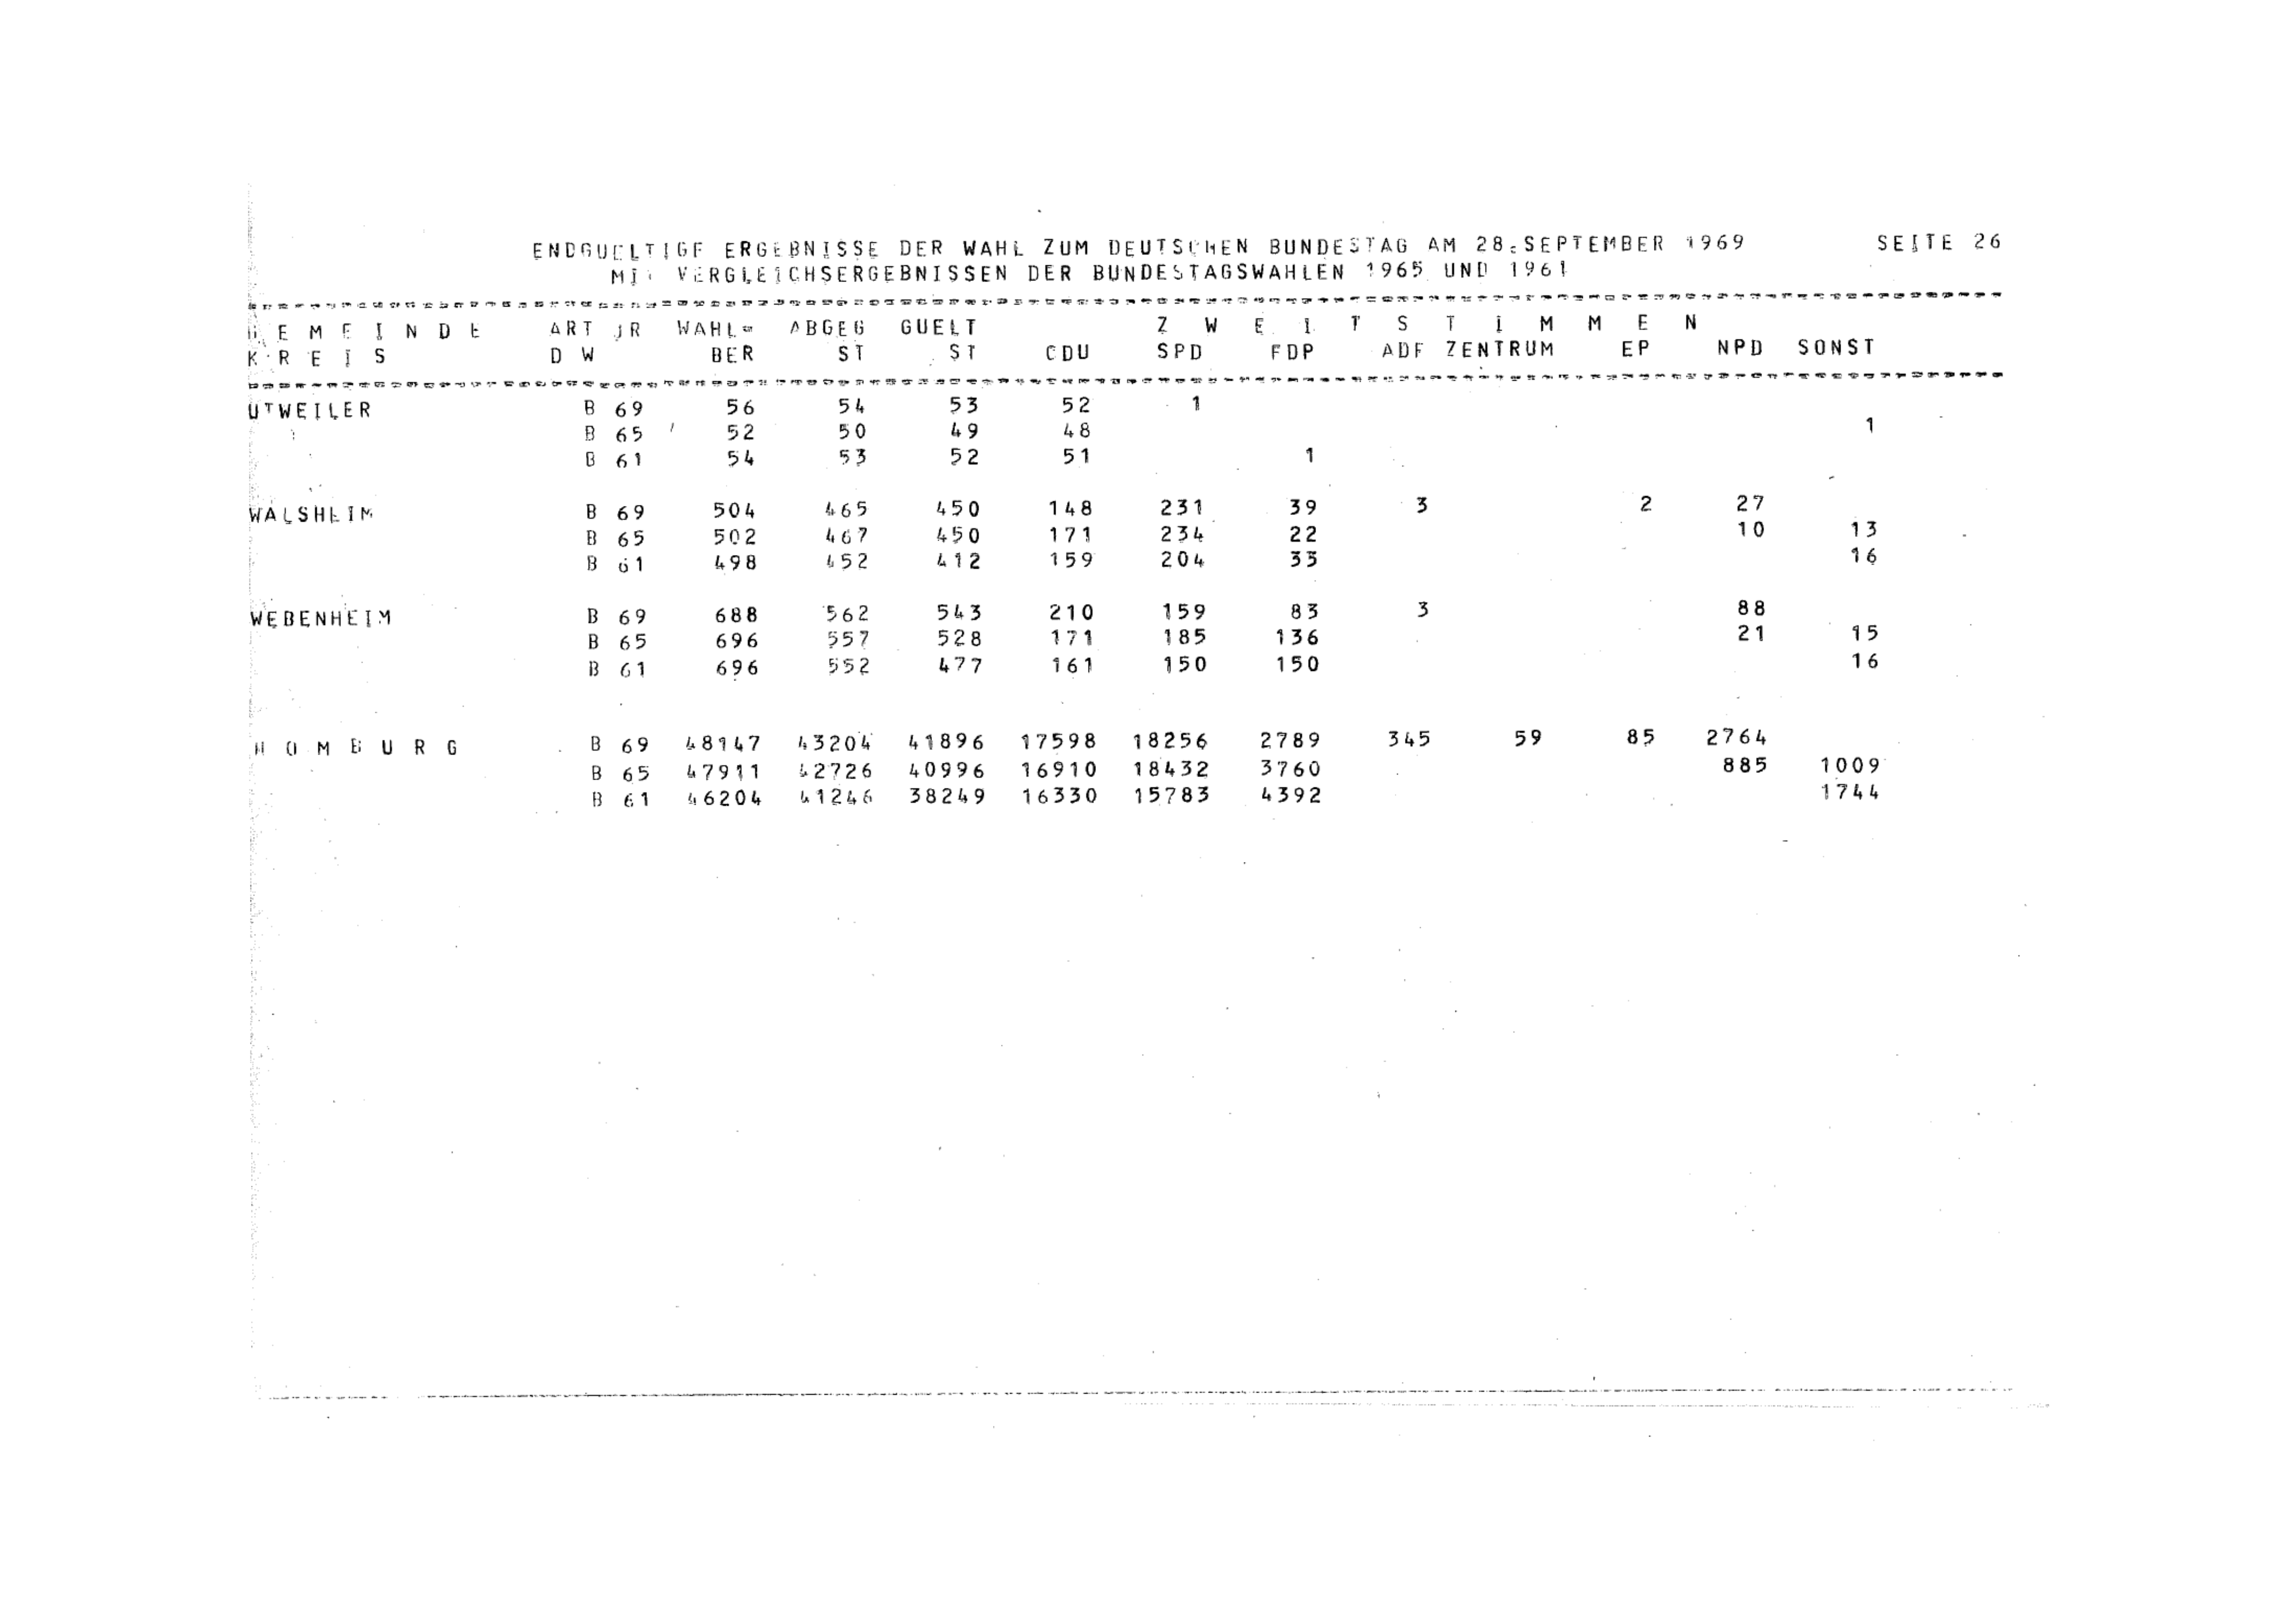 ENDGUELTIGE ERGEBNISSE DER WAHL ZUM DEUTSCHEN BUNDESTAG AM 28.SEPTEMBER 1969 SEITE 26
MIT VERGLEICHSERGEBNISSEN DER BUNDESTAGSWAHLEN 1965 UND 1961
G E M E I N D E ART JR WAHL= ABGEG GUELT Z W E I T S T I M M E N
K R E I S D W BER ST ST CDU SPD FDP ADF ZENTRUM EP NPD SONST
UTWEILER B 69 56 54 53 52 1
B 65 52 50 49 48 1
B 61 54 53 52 51 1
WALSHEIM B 69 504 465 450 148 231 39 3 2 27
B 65 502 467 450 171 234 22 10 13
B 61 498 452 412 159 204 33 16
WEBENHEIM B 69 688 562 543 210 159 83 3 88
B 65 696 557 528 171 185 136 21 15
B 61 696 552 477 161 150 150 16
H O M B U R G B 69 48147 43204 41896 17598 18256 2789 345 59 85 2764
B 65 47911 42726 40996 16910 18432 3760 885 1009
B 61 46204 41246 38249 16330 15783 4392 1744